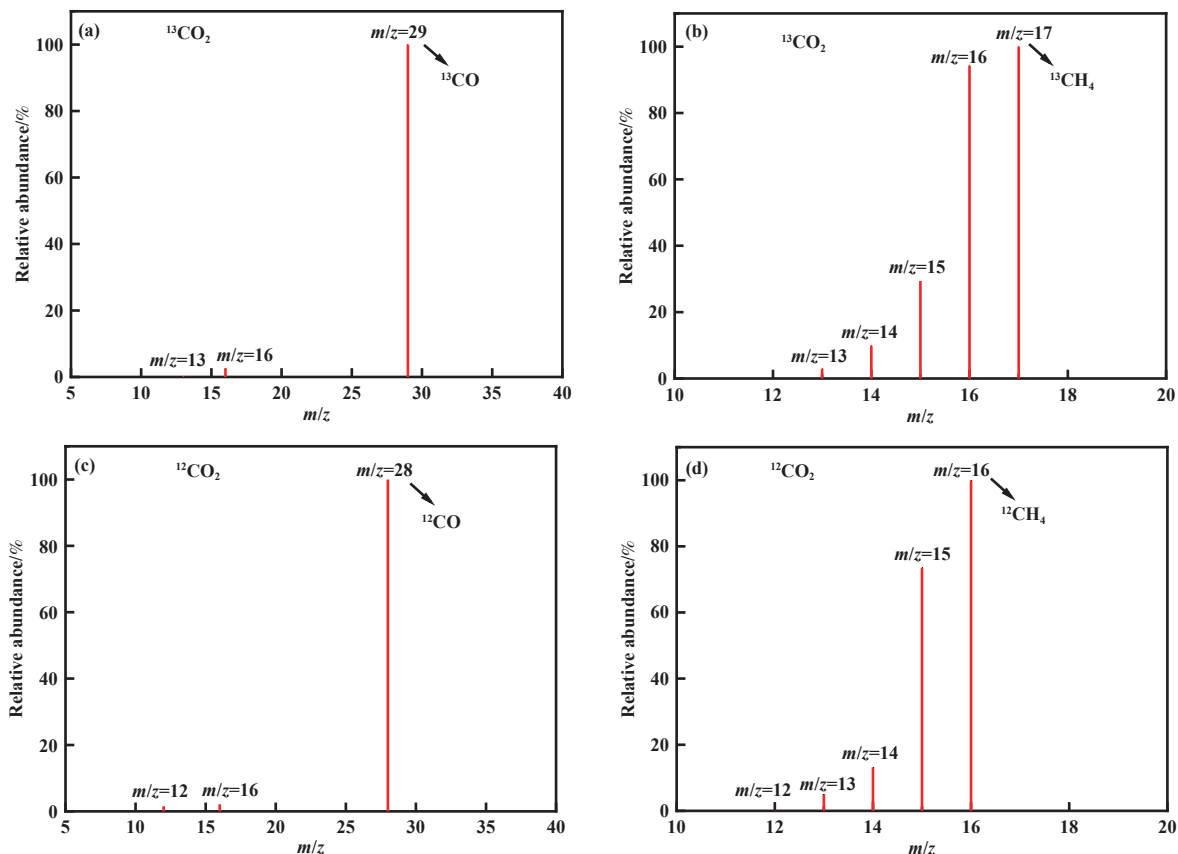 (a)
¹³CO₂
m/z=29
¹³CO
m/z=13
m/z=16
100
80
60
40
20
0
5 10 15 20 25 30 35 40
m/z
Relative abundance/%
(b)
¹³CO₂
m/z=17
m/z=16
¹³CH₄
m/z=15
m/z=14
m/z=13
100
80
60
40
20
0
10 12 14 16 18 20
m/z
Relative abundance/%
(c)
¹²CO₂
m/z=28
¹²CO
m/z=12
m/z=16
100
80
60
40
20
0
5 10 15 20 25 30 35 40
m/z
Relative abundance/%
(d)
¹²CO₂
m/z=16
¹²CH₄
m/z=15
m/z=14
m/z=12
m/z=13
100
80
60
40
20
0
10 12 14 16 18 20
m/z
Relative abundance/%